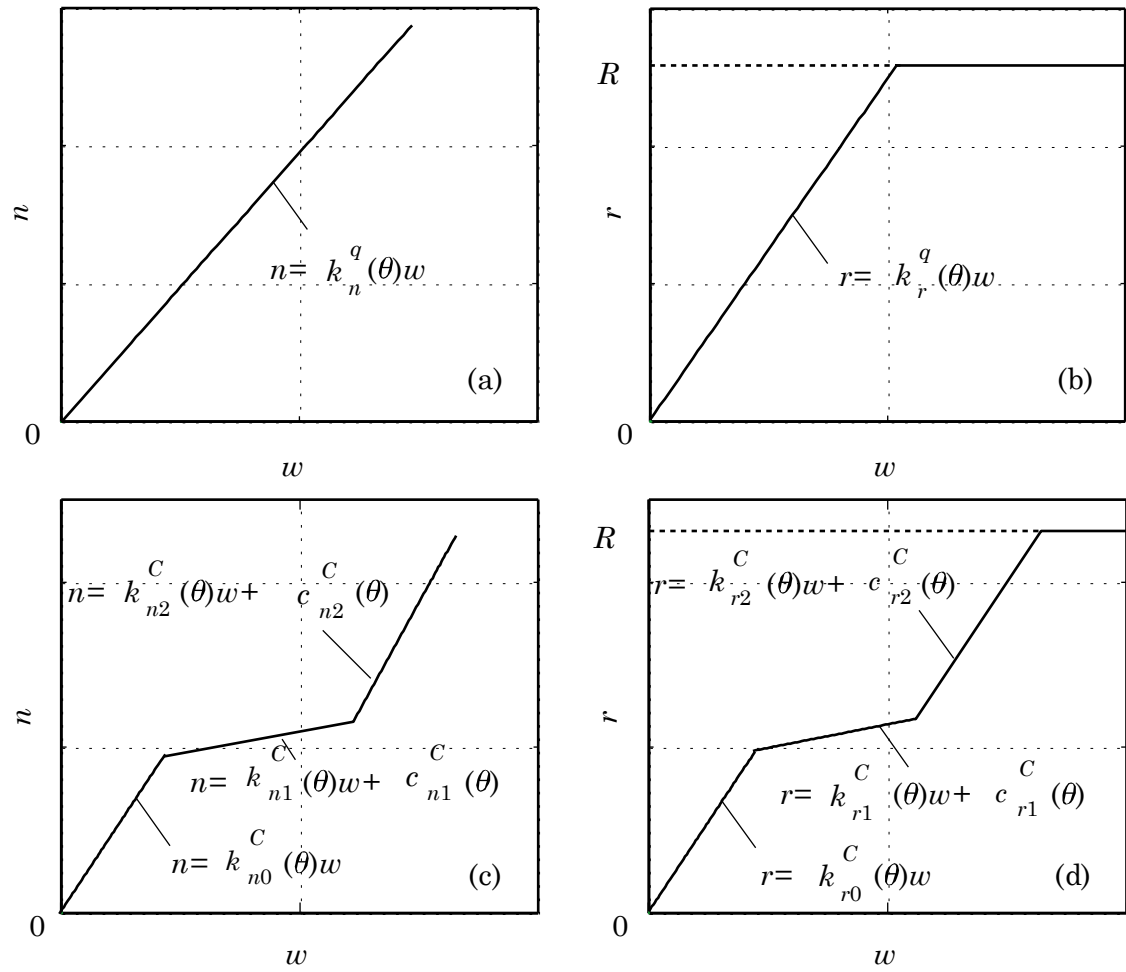 n
n= k_n^q (θ)w
(a)
0
w
R
r
r= k_r^q (θ)w
(b)
0
w
n= k_{n2}^C (θ)w+ c_{n2}^C (θ)
n
n= k_{n1}^C (θ)w+ c_{n1}^C (θ)
n= k_{n0}^C (θ)w
(c)
0
w
R
r= k_{r2}^C (θ)w+ c_{r2}^C (θ)
r
r= k_{r1}^C (θ)w+ c_{r1}^C (θ)
r= k_{r0}^C (θ)w
(d)
0
w